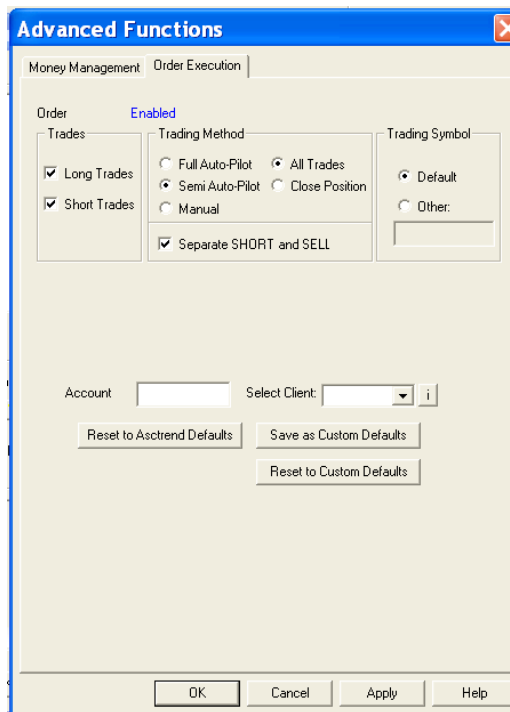 Advanced Functions
Money Management Order Execution
Order Enabled
Trades Trading Method Trading Symbol
Full Auto-Pilot All Trades
Long Trades Default
Semi Auto-Pilot Close Position
Short Trades Other:
Manual
Separate SHORT and SELL
Account Select Client: i
Reset to Asctrend Defaults Save as Custom Defaults
Reset to Custom Defaults
OK Cancel Apply Help